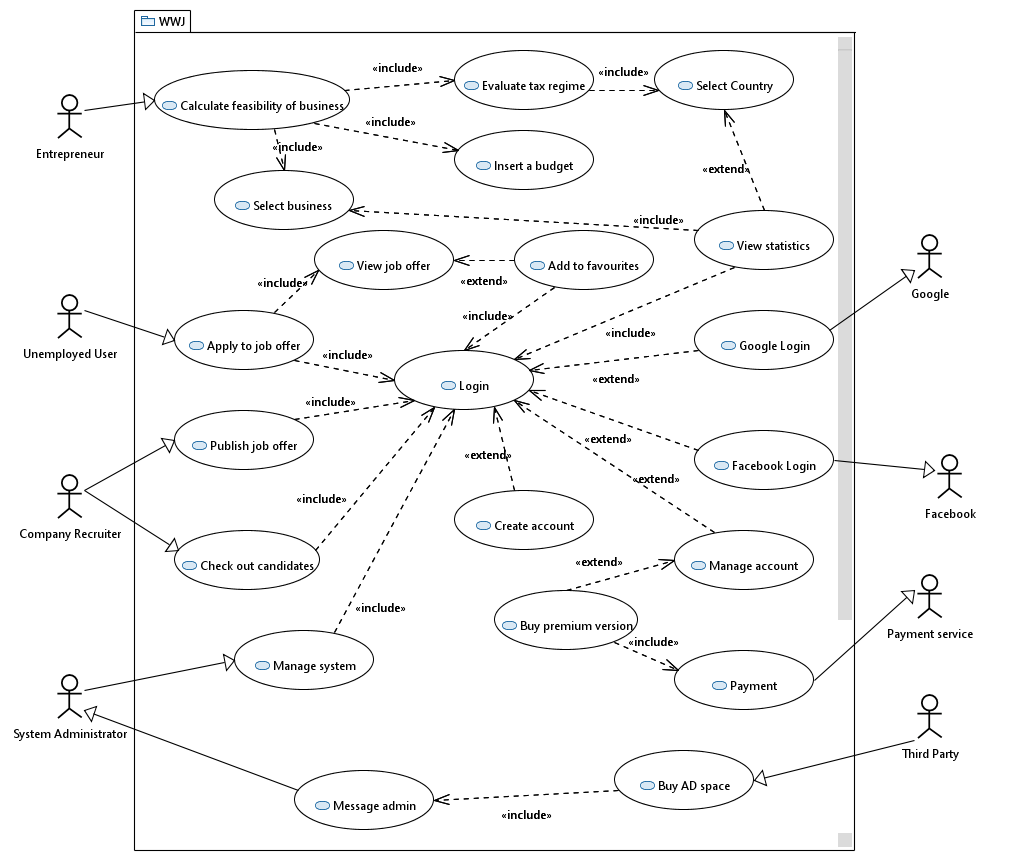 WWJ
«include»
Evaluate tax regime
«include»
Select Country
Calculate feasibility of business
«include»
Insert a budget
Entrepreneur
«include»
Select business
«extend»
«include»
View statistics
View job offer
Add to favourites
«include»
«extend»
Google
«include»
«include»
Unemployed User
Apply to job offer
«include»
Google Login
Login
«extend»
«include»
Publish job offer
«extend»
«extend»
Facebook Login
«extend»
«include»
Company Recruiter
Create account
Facebook
Check out candidates
«extend»
Manage account
«include»
Buy premium version
«include»
Payment service
Manage system
Payment
System Administrator
Third Party
Message admin
«include»
Buy AD space